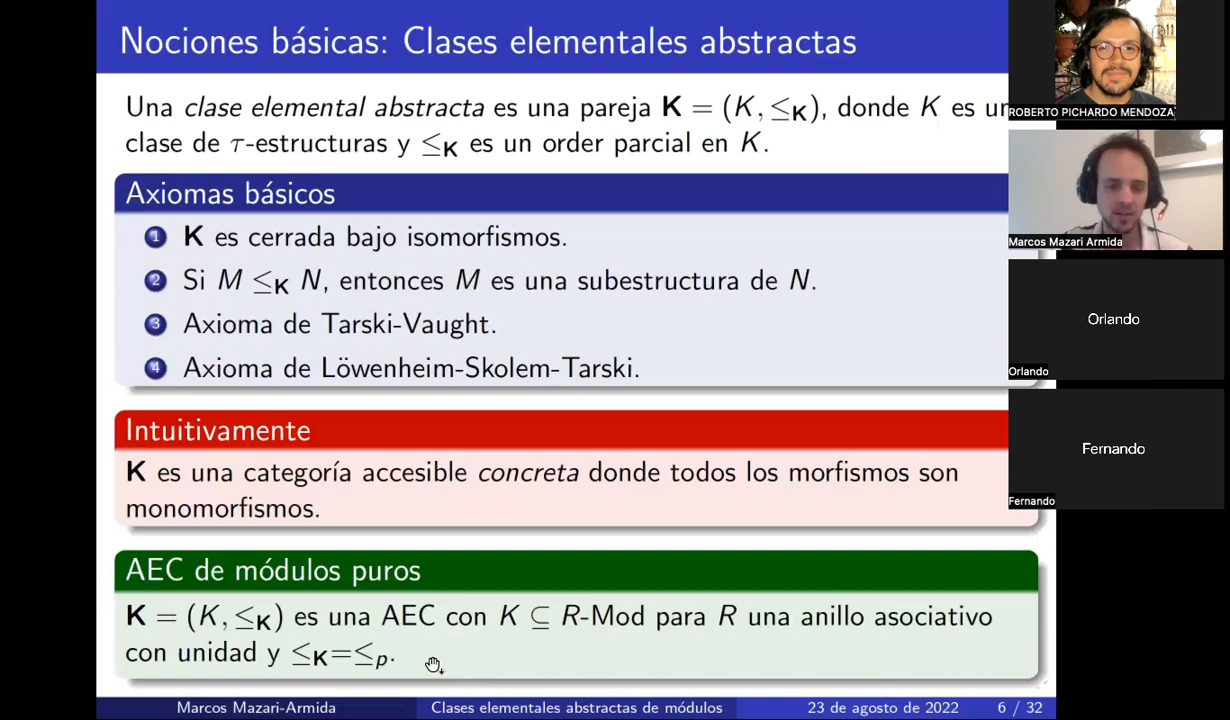 Nociones básicas: Clases elementales abstractas
Una clase elemental abstracta es una pareja K = (K, ≤K), donde K es un
clase de τ-estructuras y ≤K es un order parcial en K.
Axiomas básicos
1 K es cerrada bajo isomorfismos.
2 Si M ≤K N, entonces M es una subestructura de N.
3 Axioma de Tarski-Vaught.
4 Axioma de Löwenheim-Skolem-Tarski.
Intuitivamente
K es una categoría accesible concreta donde todos los morfismos son
monomorfismos.
AEC de módulos puros
K = (K, ≤K) es una AEC con K ⊆ R-Mod para R una anillo asociativo
con unidad y ≤K=≤p.
Marcos Mazari-Armida Clases elementales abstractas de módulos 23 de agosto de 2022 6 / 32
ROBERTO PICHARDO MENDOZA
Marcos Mazari Armida
Orlando
Orlando
Fernando
Fernando